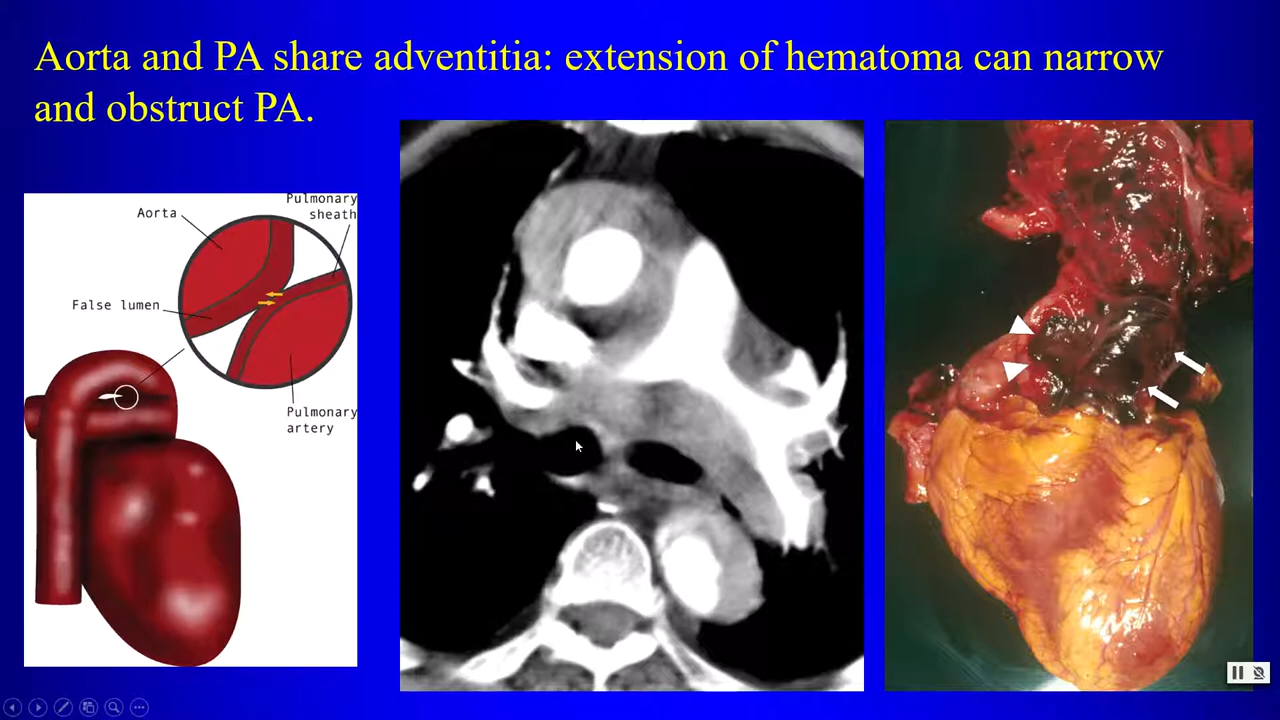 Aorta and PA share adventitia: extension of hematoma can narrow
and obstruct PA.
Pulmonary
sheath
Aorta
False lumen
Pulmonary
artery